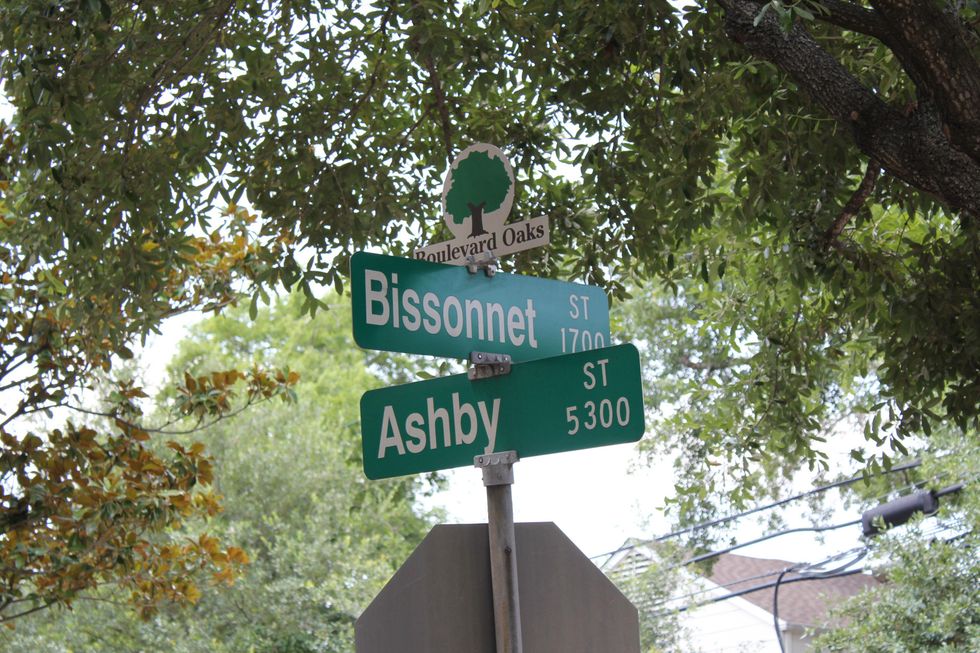 Boulevard Oaks
Bissonnet ST
1700
Ashby ST
5300